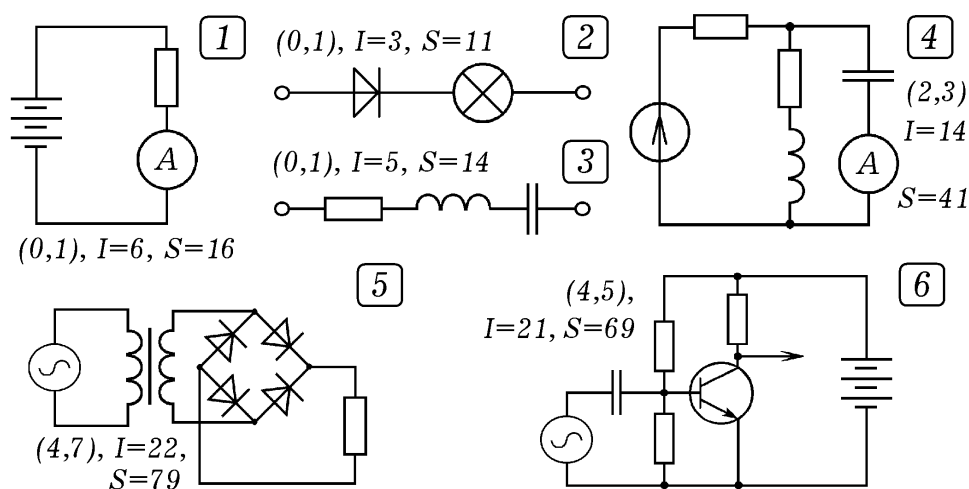 1
A
(0,1), I=6, S=16
(0,1), I=3, S=11
2
(0,1), I=5, S=14
3
4
(2,3)
I=14
A
S=41
5
(4,7), I=22,
S=79
6
(4,5),
I=21, S=69